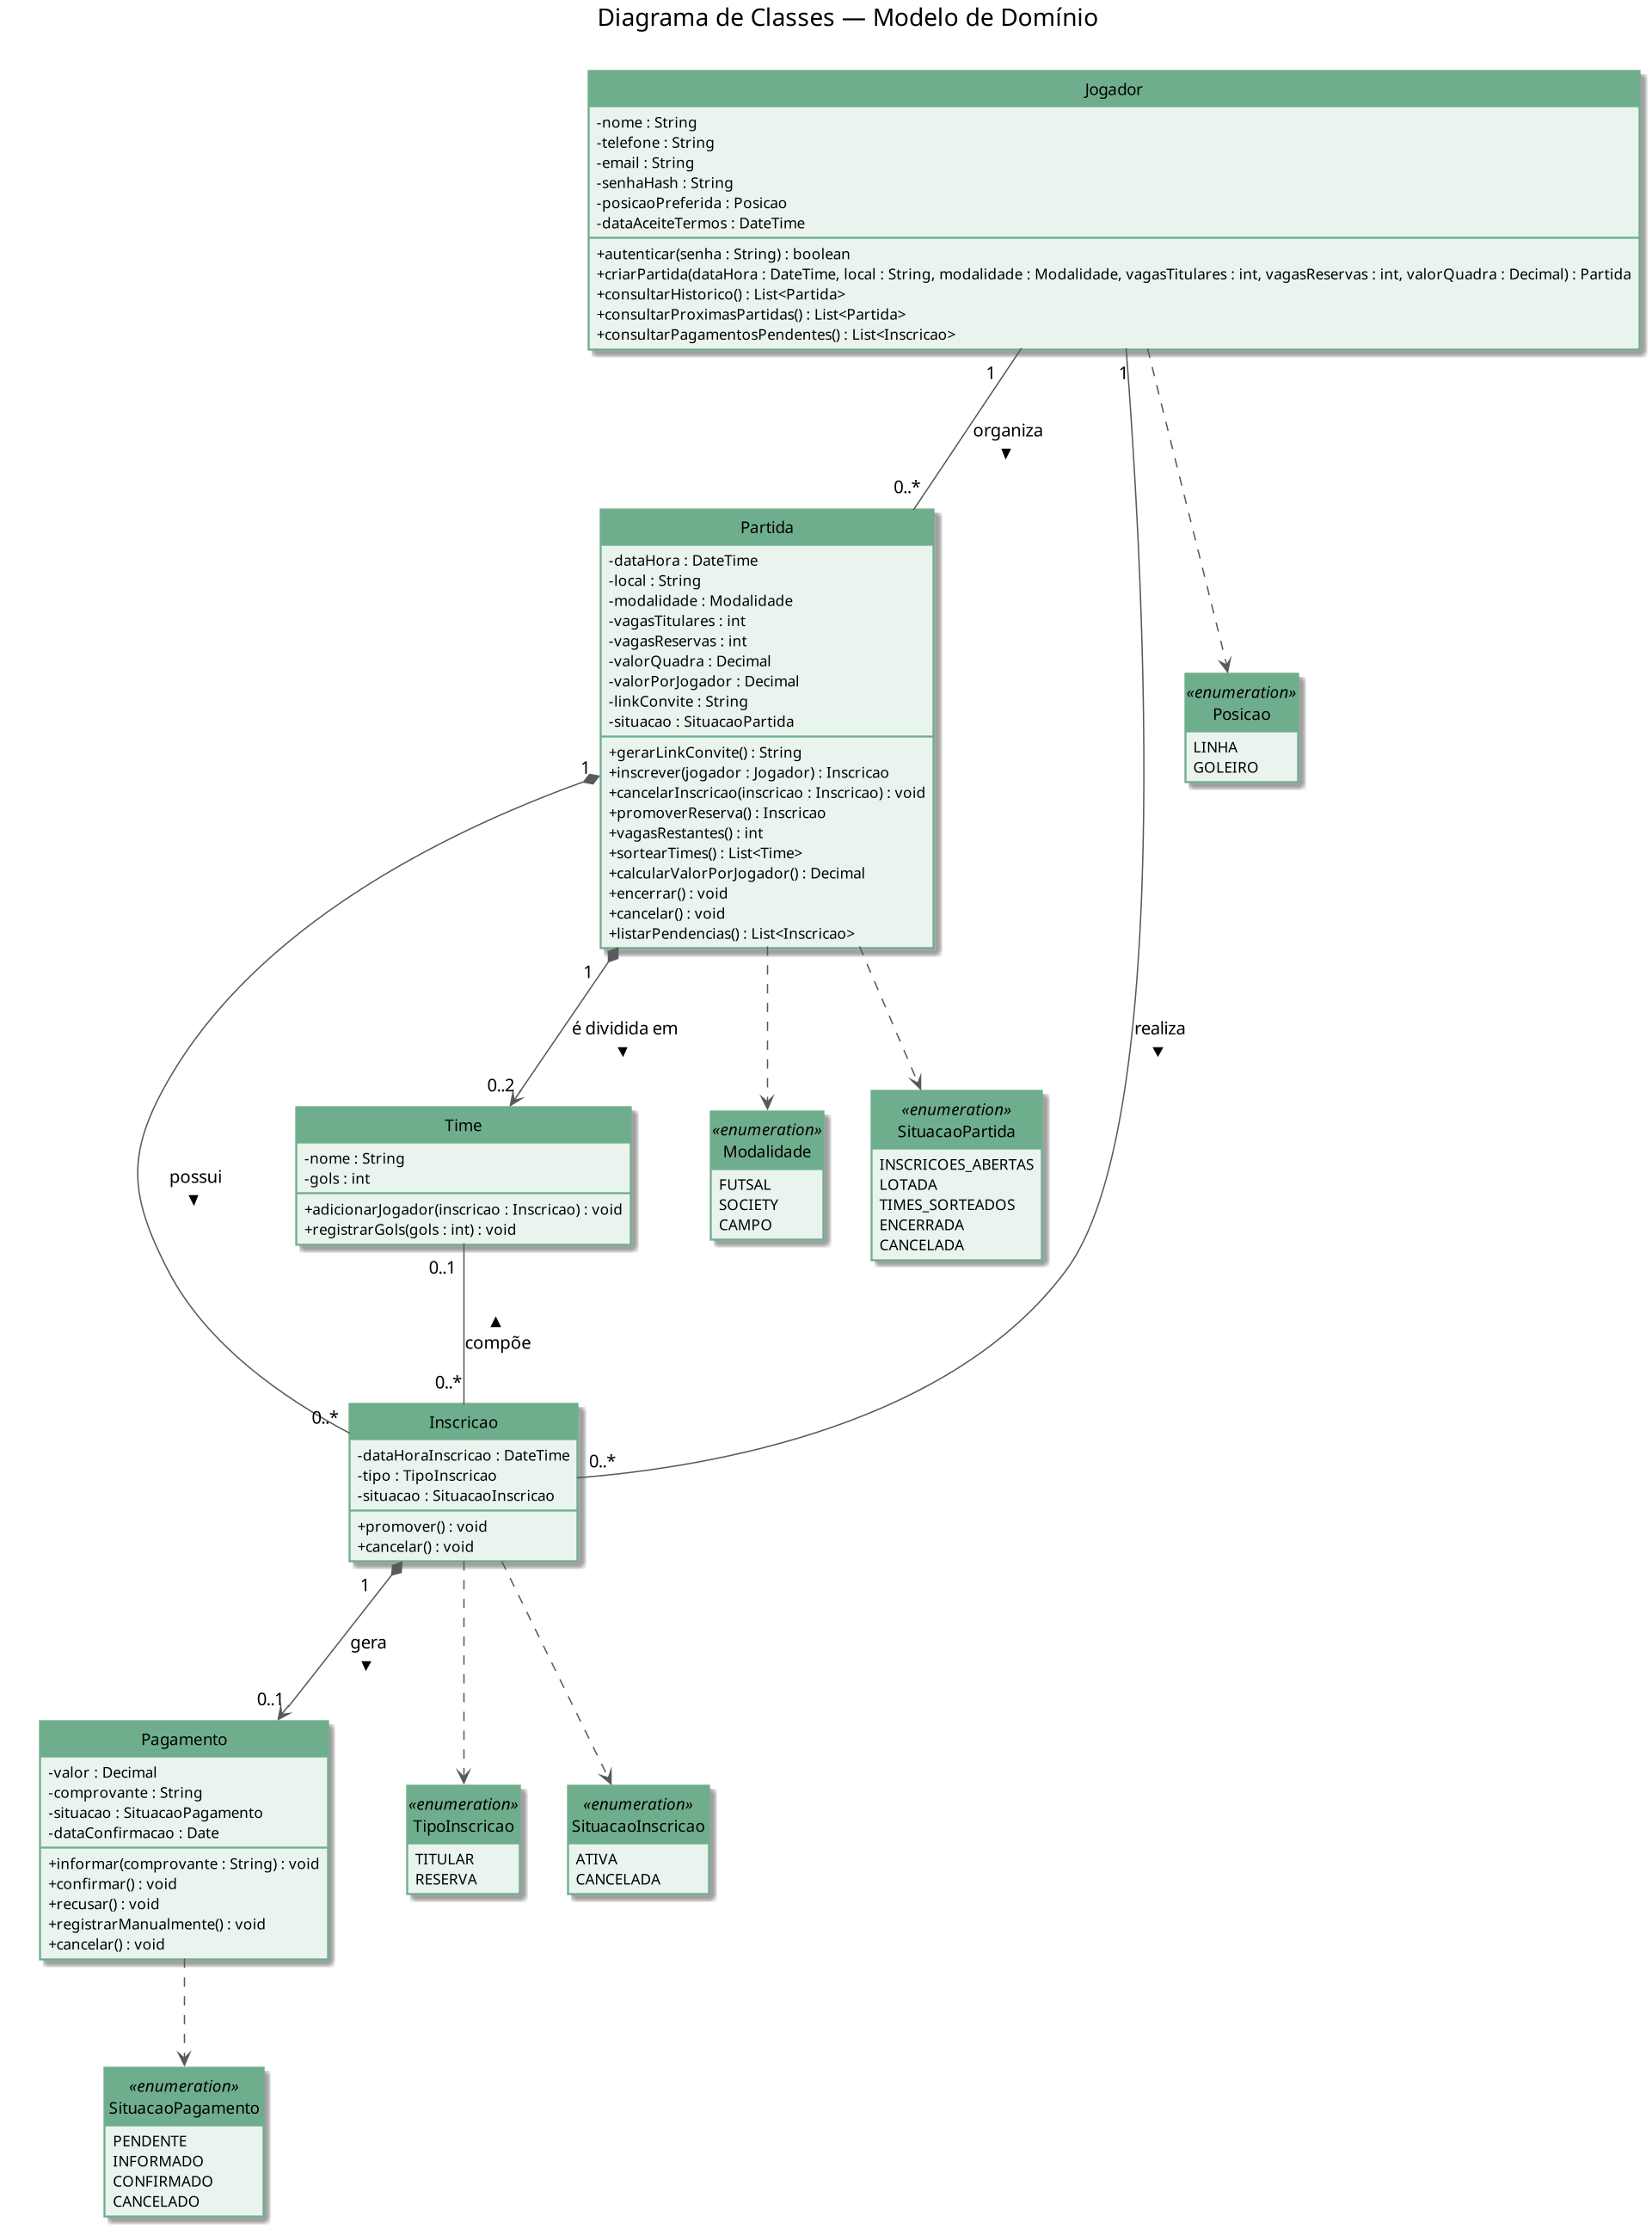 Diagrama de Classes — Modelo de Domínio
Jogador
-nome : String
-telefone : String
-email : String
-senhaHash : String
-posicaoPreferida : Posicao
-dataAceiteTermos : DateTime
+autenticar(senha : String) : boolean
+criarPartida(dataHora : DateTime, local : String, modalidade : Modalidade, vagasTitulares : int, vagasReservas : int, valorQuadra : Decimal) : Partida
+consultarHistorico() : List<Partida>
+consultarProximasPartidas() : List<Partida>
+consultarPagamentosPendentes() : List<Inscricao>
1
1
organiza
▼
0..*
Partida
-dataHora : DateTime
-local : String
-modalidade : Modalidade
-vagasTitulares : int
-vagasReservas : int
-valorQuadra : Decimal
-valorPorJogador : Decimal
-linkConvite : String
-situacao : SituacaoPartida
+gerarLinkConvite() : String
+inscrever(jogador : Jogador) : Inscricao
+cancelarInscricao(inscricao : Inscricao) : void
+promoverReserva() : Inscricao
+vagasRestantes() : int
+sortearTimes() : List<Time>
+calcularValorPorJogador() : Decimal
+encerrar() : void
+cancelar() : void
+listarPendencias() : List<Inscricao>
«enumeration»
Posicao
LINHA
GOLEIRO
1
1
é dividida em
▼
realiza
▼
0..2
Time
-nome : String
-gols : int
+adicionarJogador(inscricao : Inscricao) : void
+registrarGols(gols : int) : void
«enumeration»
Modalidade
FUTSAL
SOCIETY
CAMPO
«enumeration»
SituacaoPartida
INSCRICOES_ABERTAS
LOTADA
TIMES_SORTEADOS
ENCERRADA
CANCELADA
possui
▼
0..1
▲
compõe
0..*
0..*
0..*
Inscricao
-dataHoraInscricao : DateTime
-tipo : TipoInscricao
-situacao : SituacaoInscricao
+promover() : void
+cancelar() : void
1
gera
▼
0..1
Pagamento
-valor : Decimal
-comprovante : String
-situacao : SituacaoPagamento
-dataConfirmacao : Date
+informar(comprovante : String) : void
+confirmar() : void
+recusar() : void
+registrarManualmente() : void
+cancelar() : void
«enumeration»
TipoInscricao
TITULAR
RESERVA
«enumeration»
SituacaoInscricao
ATIVA
CANCELADA
«enumeration»
SituacaoPagamento
PENDENTE
INFORMADO
CONFIRMADO
CANCELADO